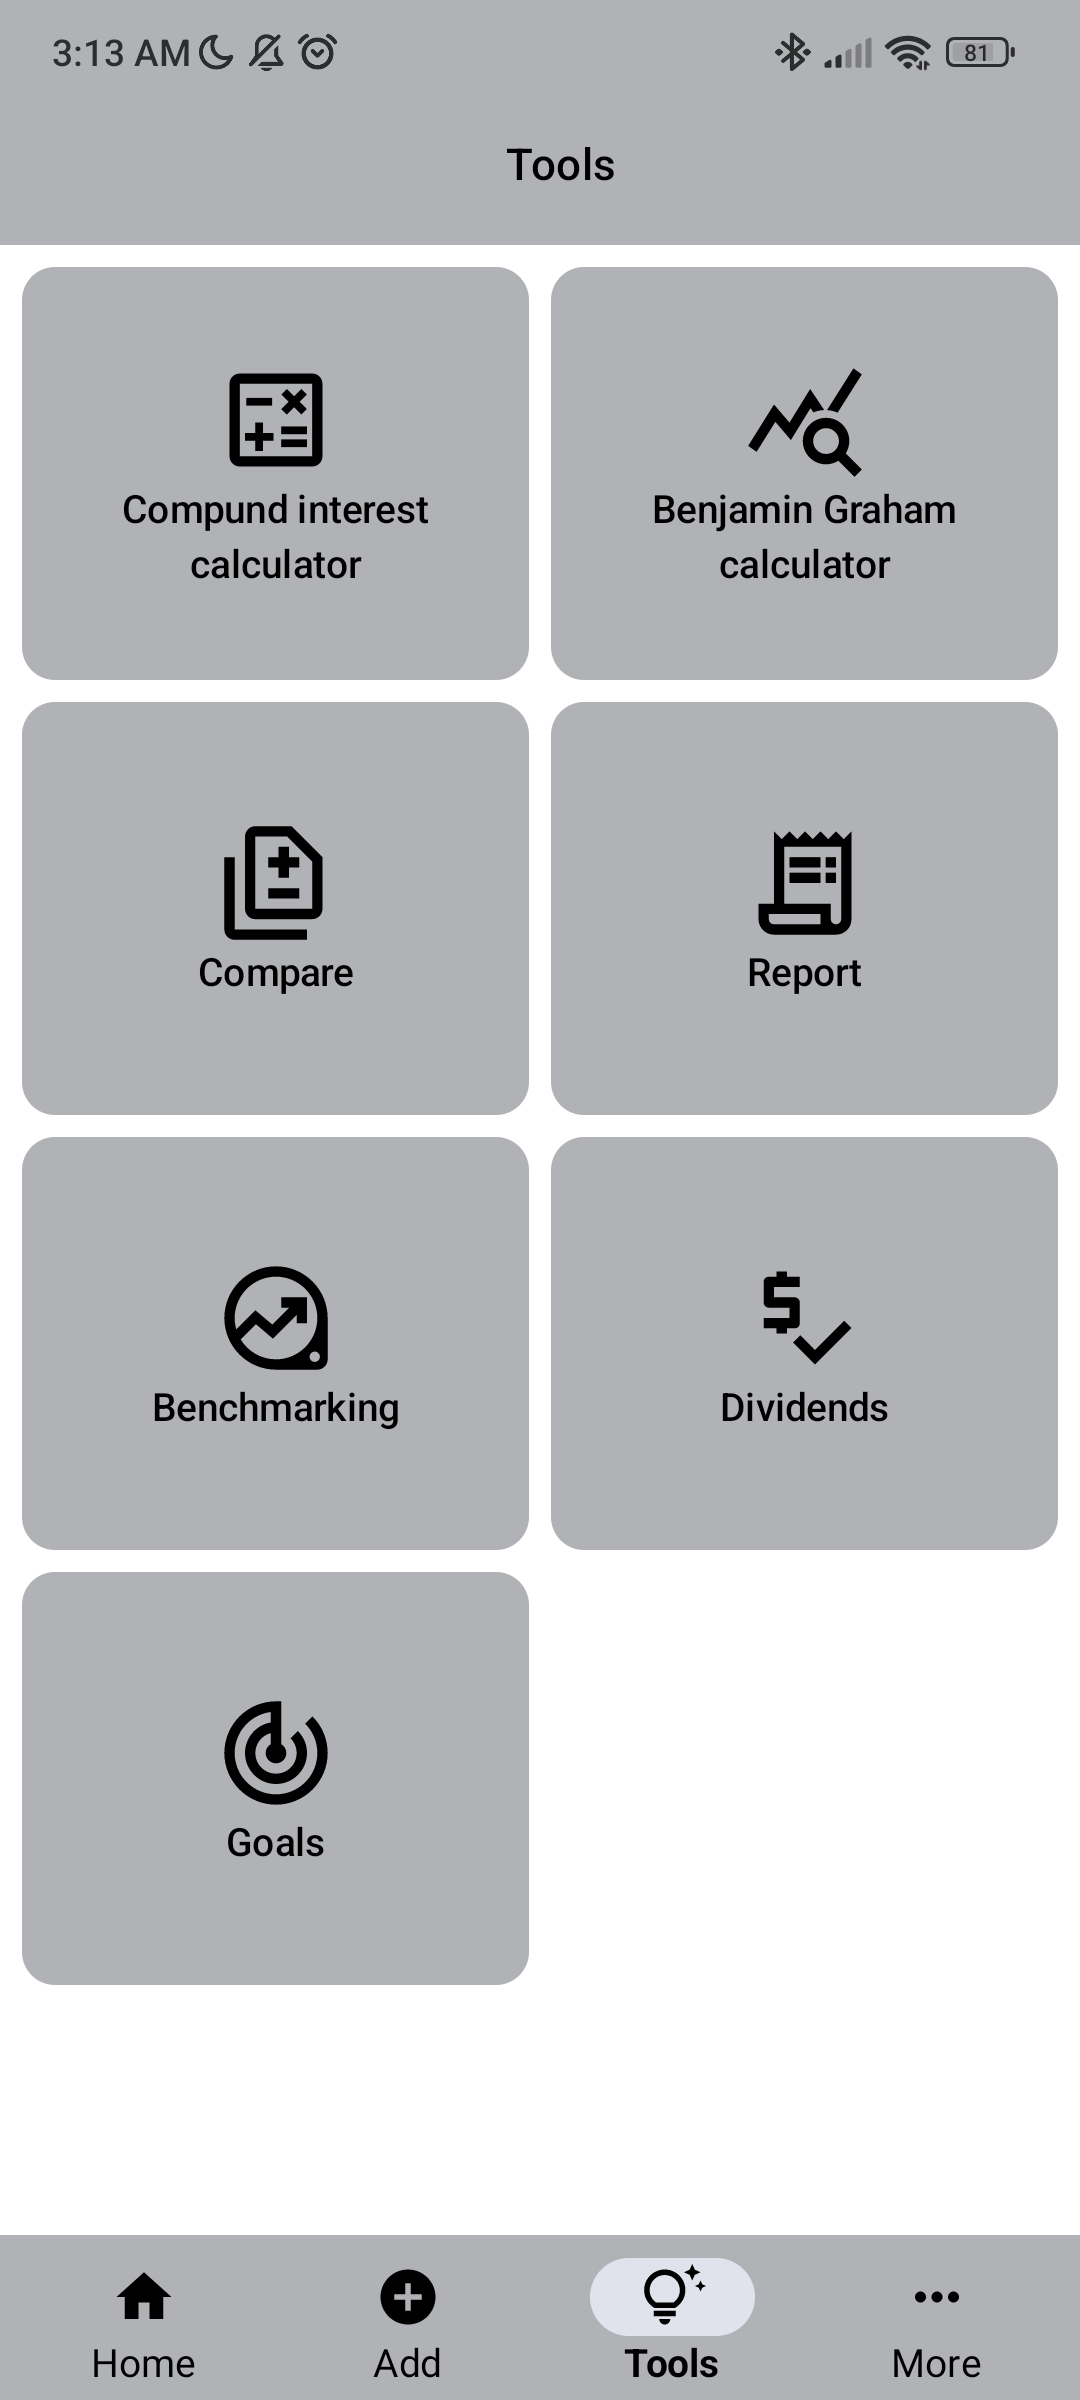 3:13 AM
81
Tools
Compund interest
calculator
Benjamin Graham
calculator
Compare
Report
Benchmarking
Dividends
Goals
Home
Add
Tools
More